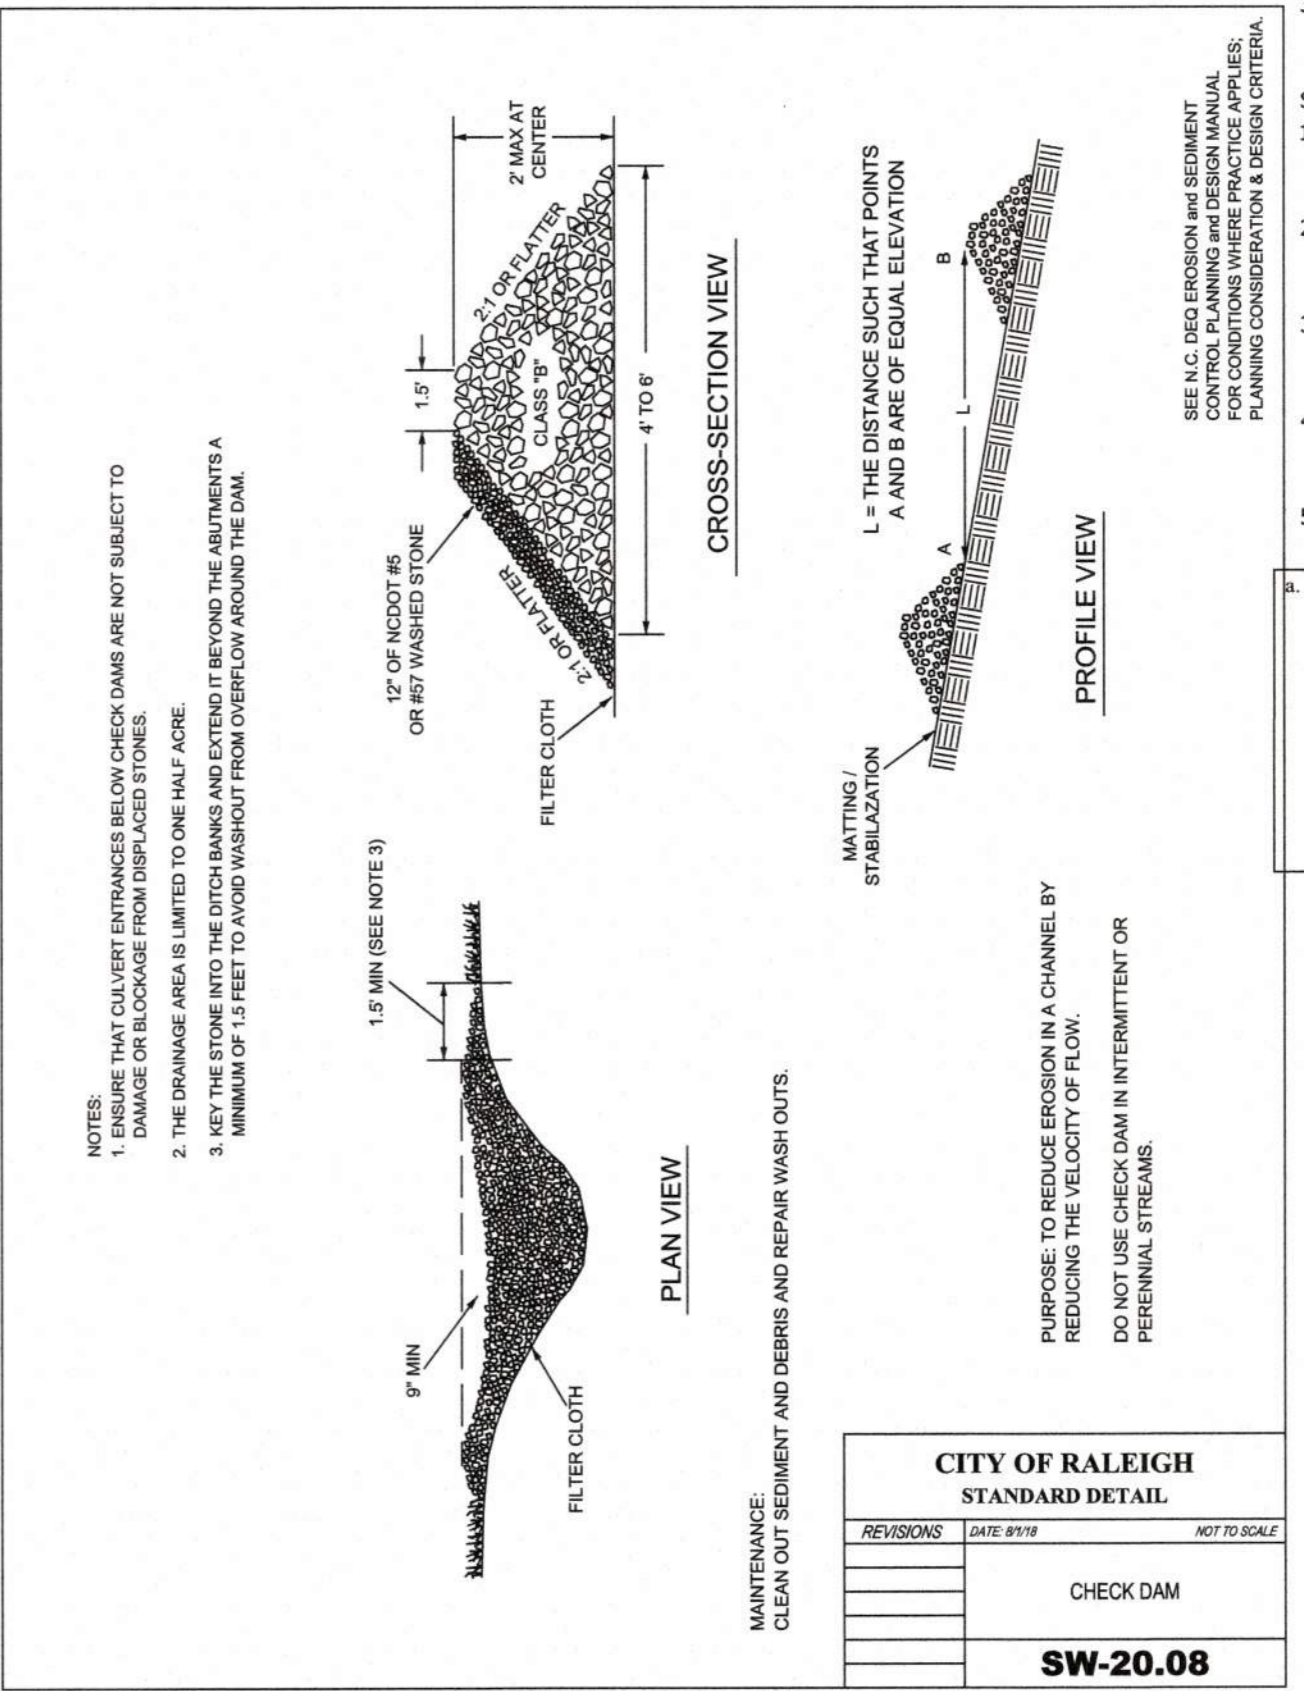 NOTES:
1. ENSURE THAT CULVERT ENTRANCES BELOW CHECK DAMS ARE NOT SUBJECT TO
DAMAGE OR BLOCKAGE FROM DISPLACED STONES.
2. THE DRAINAGE AREA IS LIMITED TO ONE HALF ACRE.
3. KEY THE STONE INTO THE DITCH BANKS AND EXTEND IT BEYOND THE ABUTMENTS A
MINIMUM OF 1.5 FEET TO AVOID WASHOUT FROM OVERFLOW AROUND THE DAM.
9" MIN
1.5' MIN (SEE NOTE 3)
FILTER CLOTH
PLAN VIEW
12" OF NCDOT #5
OR #57 WASHED STONE
1.5'
2' MAX AT
CENTER
2:1 OR FLATTER
2:1 OR FLATTER
CLASS "B"
FILTER CLOTH
4' TO 6'
CROSS-SECTION VIEW
MAINTENANCE:
CLEAN OUT SEDIMENT AND DEBRIS AND REPAIR WASH OUTS.
L = THE DISTANCE SUCH THAT POINTS
A AND B ARE OF EQUAL ELEVATION
MATTING /
STABILAZATION
A
L
B
PROFILE VIEW
PURPOSE: TO REDUCE EROSION IN A CHANNEL BY
REDUCING THE VELOCITY OF FLOW.
DO NOT USE CHECK DAM IN INTERMITTENT OR
PERENNIAL STREAMS.
SEE N.C. DEQ EROSION and SEDIMENT
CONTROL PLANNING and DESIGN MANUAL
FOR CONDITIONS WHERE PRACTICE APPLIES;
PLANNING CONSIDERATION & DESIGN CRITERIA.
CITY OF RALEIGH
STANDARD DETAIL
REVISIONS
DATE: 8/1/18
NOT TO SCALE
CHECK DAM
SW-20.08
a.